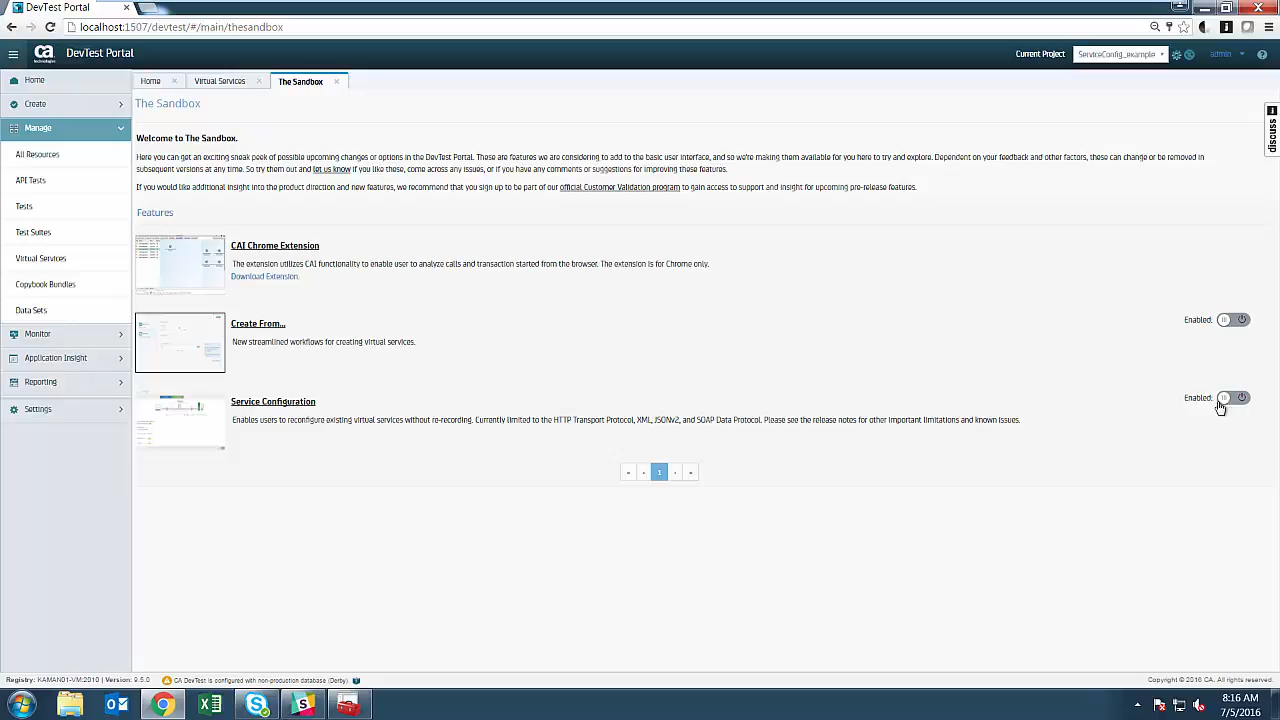 DevTest Portal
localhost:1507/devtest/#/main/thesandbox
ca technologies DevTest Portal Current Project ServiceConfig_example admin
Home
Create
Manage
All Resources
API Tests
Tests
Test Suites
Virtual Services
Copybook Bundles
Data Sets
Monitor
Application Insight
Reporting
Settings
Home Virtual Services The Sandbox
The Sandbox
discuss
Welcome to The Sandbox.
Here you can get an exciting sneak peek of possible upcoming changes or options in the DevTest Portal. These are features we are considering to add to the basic user interface, and so we're making them available for you here to try and explore. Dependent on your feedback and other factors, these can change or be removed in
subsequent versions at any time. So try them out and let us know if you like these, come across any issues, or if you have any comments or suggestions for improving these features.
If you would like additional insight into the product direction and new features, we recommend that you sign up to be part of our official Customer Validation program to gain access to support and insight for upcoming pre-release features.
Features
CAI Chrome Extension
The extension utilizes CAI functionality to enable user to analyze calls and transaction started from the browser. The extension is for Chrome only.
Download Extension.
Create From...
Enabled:
New streamlined workflows for creating virtual services.
Service Configuration
Enabled:
Enables users to reconfigure existing virtual services without re-recording. Currently limited to the HTTP Transport Protocol, XML, JSONv2, and SOAP Data Protocol. Please see the release notes for other important limitations and known issues
1
Registry: KAMAN01-VM:2010 | Version: 9.5.0 CA DevTest is configured with non-production database (Derby) Copyright © 2016 CA. All rights reserved.
8:16 AM
7/5/2016